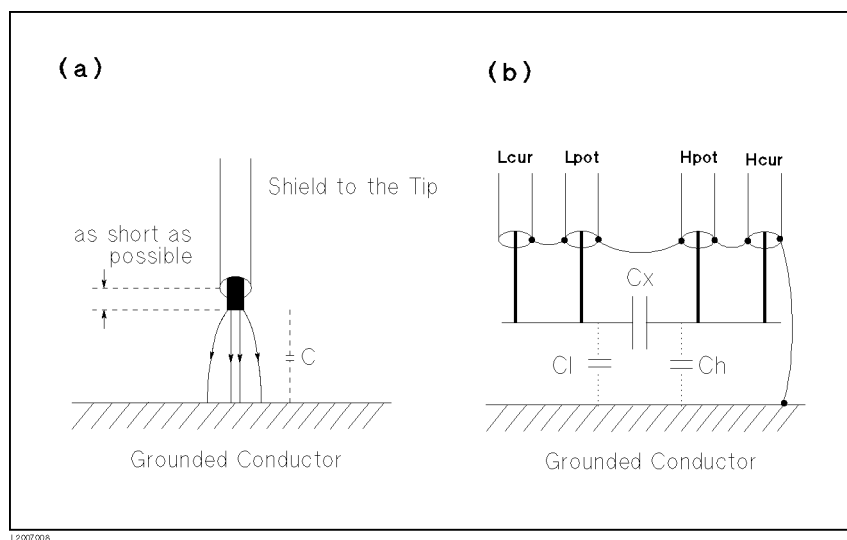 (a)
Shield to the Tip
as short as
possible
C
Grounded Conductor
(b)
Lcur Lpot Hpot Hcur
Cx
Cl Ch
Grounded Conductor
L2007008